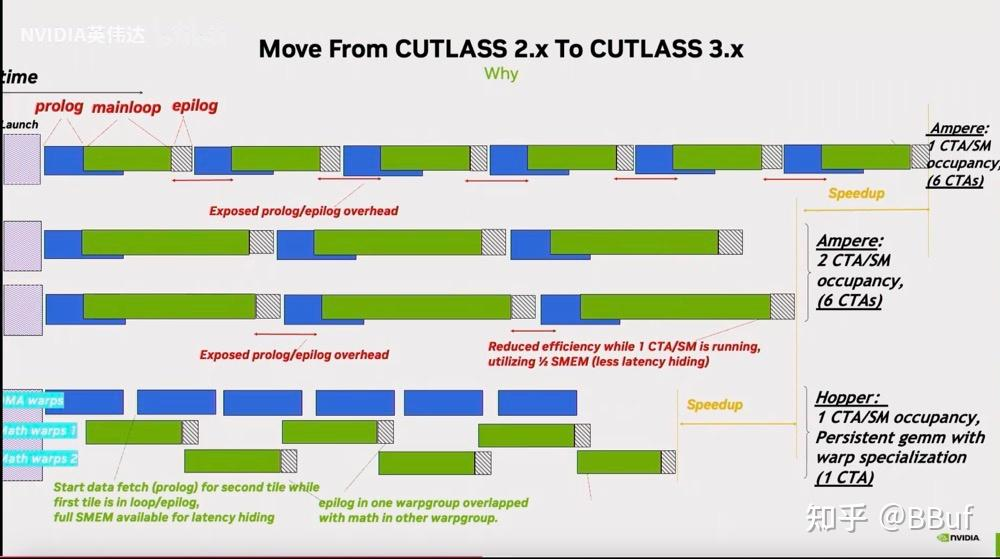 NVIDIA英伟达
Move From CUTLASS 2.x To CUTLASS 3.x
Why
time
prolog mainloop epilog
Launch
Exposed prolog/epilog overhead
Ampere:
1 CTA/SM
occupancy,
(6 CTAs)
Speedup
Ampere:
2 CTA/SM
occupancy,
(6 CTAs)
Exposed prolog/epilog overhead
Reduced efficiency while 1 CTA/SM is running,
utilizing ½ SMEM (less latency hiding)
Speedup
DMA warps
Math warps 1
Math warps 2
Hopper:
1 CTA/SM occupancy,
Persistent gemm with
warp specialization
(1 CTA)
Start data fetch (prolog) for second tile while
first tile is in loop/epilog,
full SMEM available for latency hiding
epilog in one warpgroup overlapped
with math in other warpgroup.
知乎 @BBuf
NVIDIA